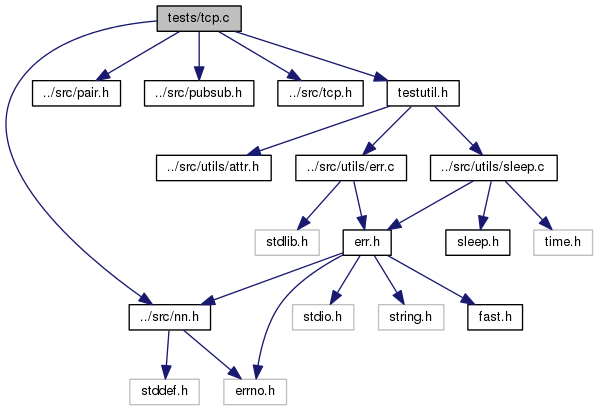 tests/tcp.c
../src/pair.h
../src/pubsub.h
../src/tcp.h
testutil.h
../src/utils/attr.h
../src/utils/err.c
../src/utils/sleep.c
stdlib.h
err.h
sleep.h
time.h
../src/nn.h
stdio.h
string.h
fast.h
stddef.h
errno.h